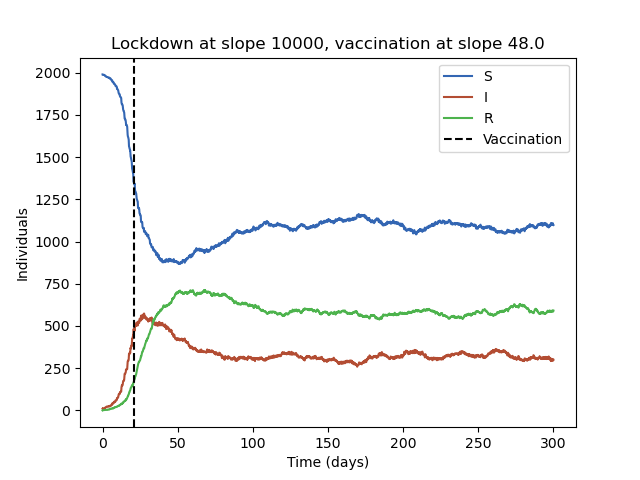 Lockdown at slope 10000, vaccination at slope 48.0
2000
1750
1500
1250
1000
750
500
250
0
Individuals
S
I
R
Vaccination
0 50 100 150 200 250 300
Time (days)